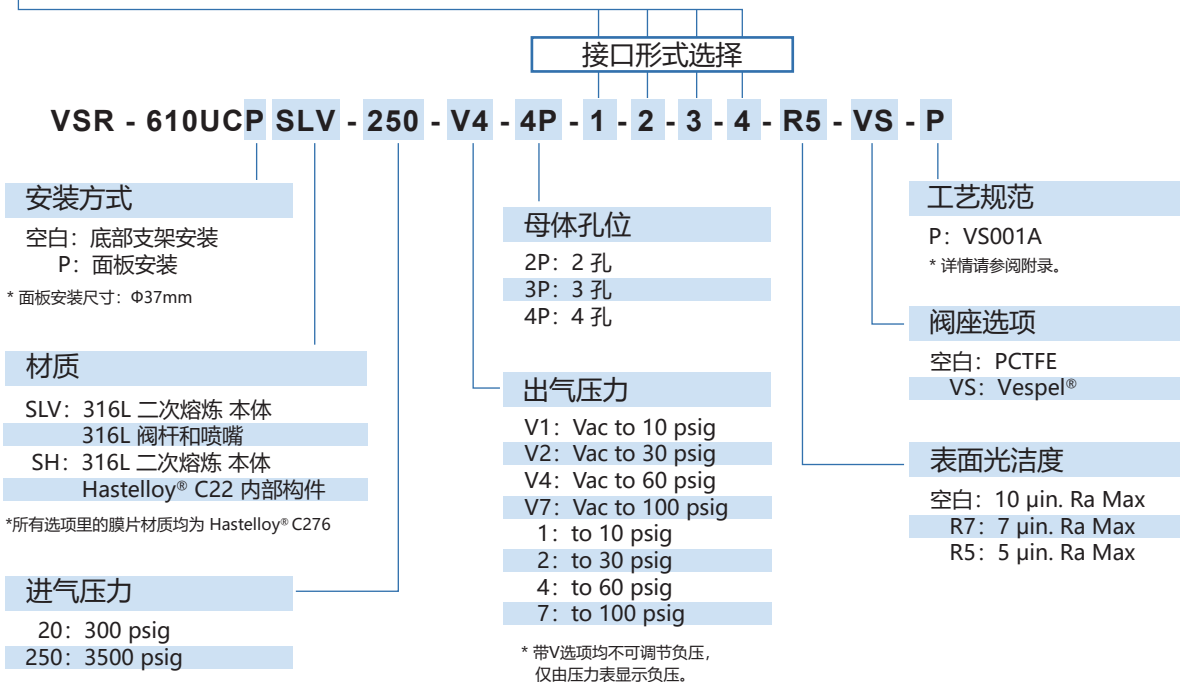 接口形式选择
VSR - 610UCP SLV - 250 - V4 - 4P - 1 - 2 - 3 - 4 - R5 - VS - P
安装方式
空白：底部支架安装
P：面板安装
* 面板安装尺寸：Φ37mm
材质
SLV：316L 二次熔炼 本体
316L 阀杆和喷嘴
SH：316L 二次熔炼 本体
Hastelloy® C22 内部构件
*所有选项里的膜片材质均为 Hastelloy® C276
进气压力
20：300 psig
250：3500 psig
母体孔位
2P：2 孔
3P：3 孔
4P：4 孔
出气压力
V1：Vac to 10 psig
V2：Vac to 30 psig
V4：Vac to 60 psig
V7：Vac to 100 psig
1：to 10 psig
2：to 30 psig
4：to 60 psig
7：to 100 psig
* 带V选项均不可调节负压，
仅由压力表显示负压。
工艺规范
P：VS001A
* 详情请参阅附录。
阀座选项
空白：PCTFE
VS：Vespel®
表面光洁度
空白：10 µin. Ra Max
R7：7 µin. Ra Max
R5：5 µin. Ra Max